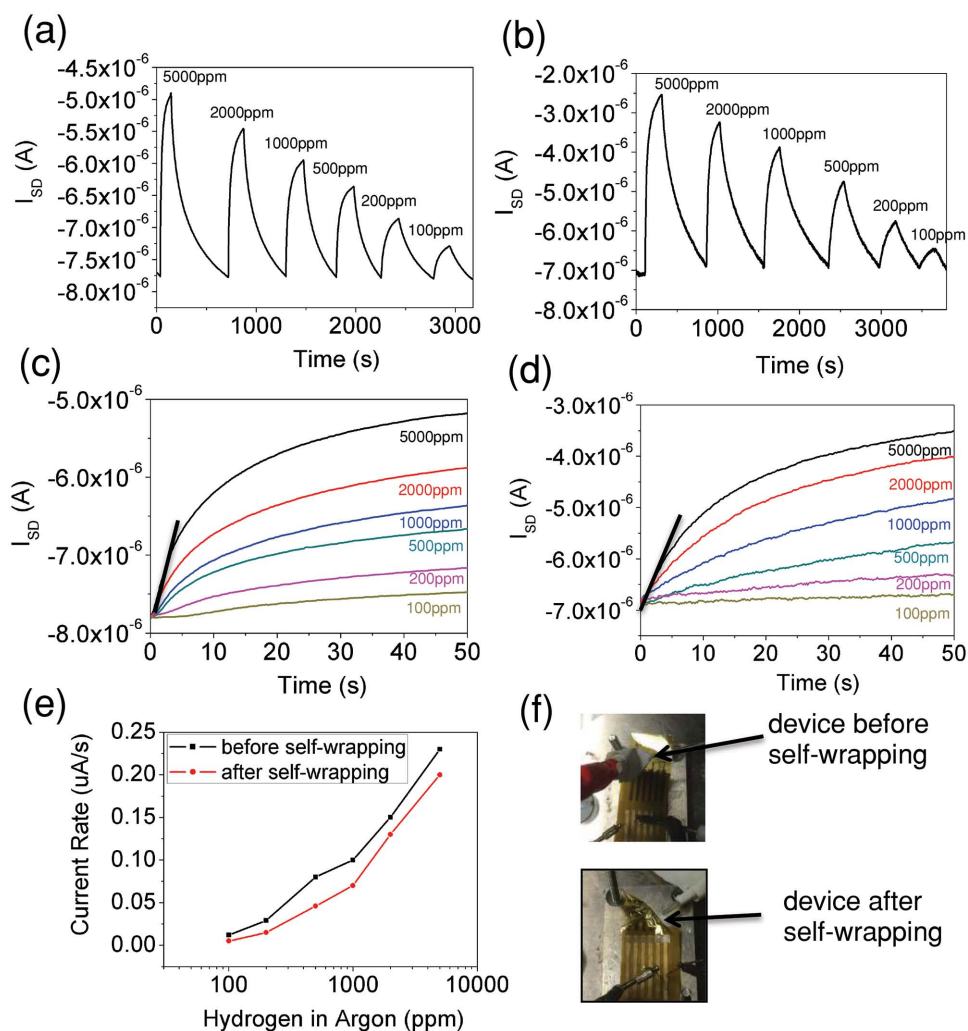 (a)
-4.5x10⁻⁶
-5.0x10⁻⁶
-5.5x10⁻⁶
-6.0x10⁻⁶
-6.5x10⁻⁶
-7.0x10⁻⁶
-7.5x10⁻⁶
-8.0x10⁻⁶
I_SD (A)
5000ppm
2000ppm
1000ppm
500ppm
200ppm
100ppm
0 1000 2000 3000
Time (s)
(b)
-2.0x10⁻⁶
-3.0x10⁻⁶
-4.0x10⁻⁶
-5.0x10⁻⁶
-6.0x10⁻⁶
-7.0x10⁻⁶
-8.0x10⁻⁶
I_SD (A)
5000ppm
2000ppm
1000ppm
500ppm
200ppm
100ppm
0 1000 2000 3000
Time (s)
(c)
-5.0x10⁻⁶
-6.0x10⁻⁶
-7.0x10⁻⁶
-8.0x10⁻⁶
I_SD (A)
5000ppm
2000ppm
1000ppm
500ppm
200ppm
100ppm
0 10 20 30 40 50
Time (s)
(d)
-3.0x10⁻⁶
-4.0x10⁻⁶
-5.0x10⁻⁶
-6.0x10⁻⁶
-7.0x10⁻⁶
I_SD (A)
5000ppm
2000ppm
1000ppm
500ppm
200ppm
100ppm
0 10 20 30 40 50
Time (s)
(e)
0.25
0.20
0.15
0.10
0.05
0.00
Current Rate (uA/s)
before self-wrapping
after self-wrapping
100 1000 10000
Hydrogen in Argon (ppm)
(f)
device before
self-wrapping
device after
self-wrapping